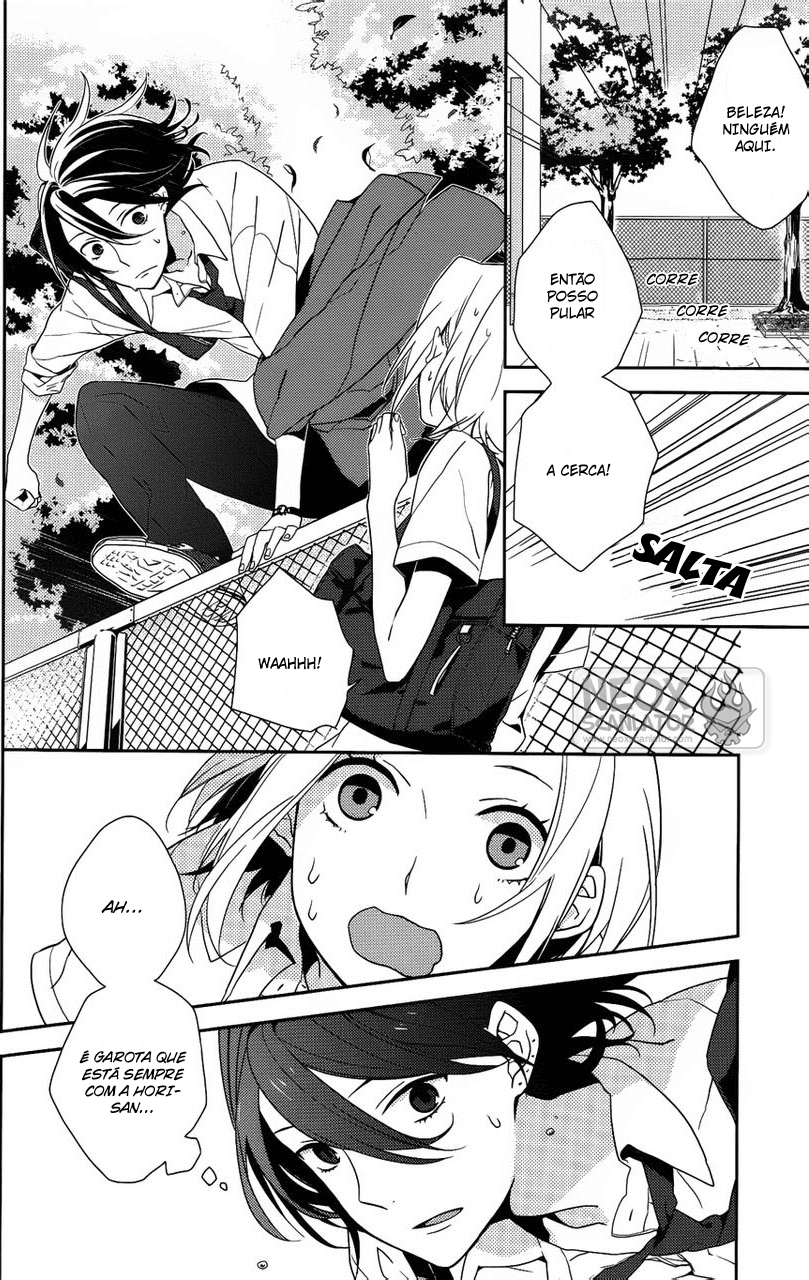 BELEZA!
NINGUÉM
AQUI.
ENTÃO
POSSO
PULAR
CORRE
CORRE
CORRE
A CERCA!
SALTA
WAAHHH!
NEOX
SCANLATOR
AH...
É GAROTA QUE
ESTÁ SEMPRE
COM A HORI-
SAN...